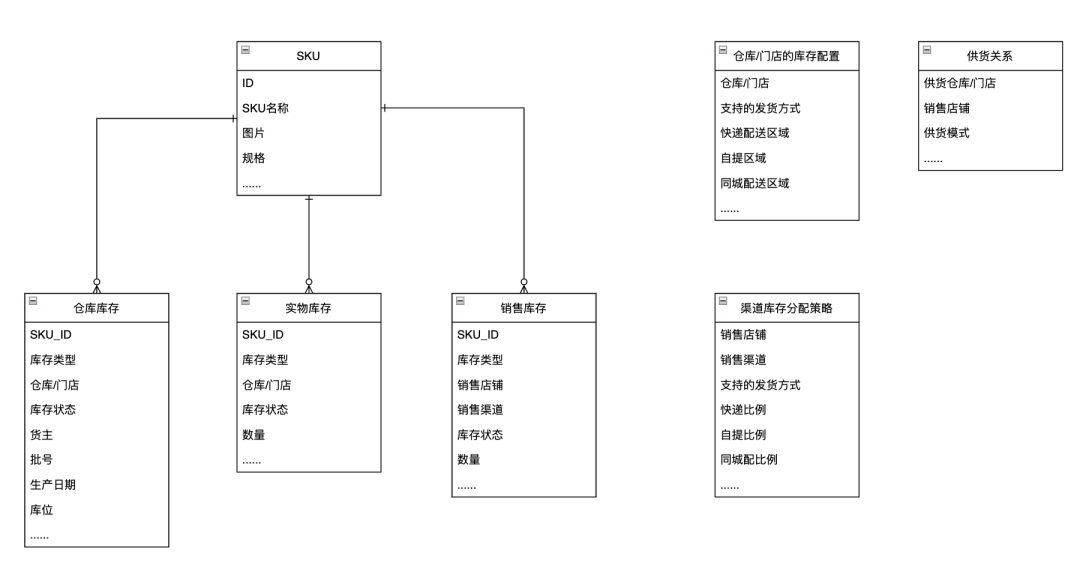 SKU
ID
SKU名称
图片
规格
......
仓库/门店的库存配置
仓库/门店
支持的发货方式
快递配送区域
自提区域
同城配送区域
......
供货关系
供货仓库/门店
销售店铺
供货模式
......
仓库库存
SKU_ID
库存类型
仓库/门店
库存状态
货主
批号
生产日期
库位
......
实物库存
SKU_ID
库存类型
仓库/门店
库存状态
数量
......
销售库存
SKU_ID
库存类型
销售店铺
销售渠道
库存状态
数量
......
渠道库存分配策略
销售店铺
销售渠道
支持的发货方式
快递比例
自提比例
同城配比例
......